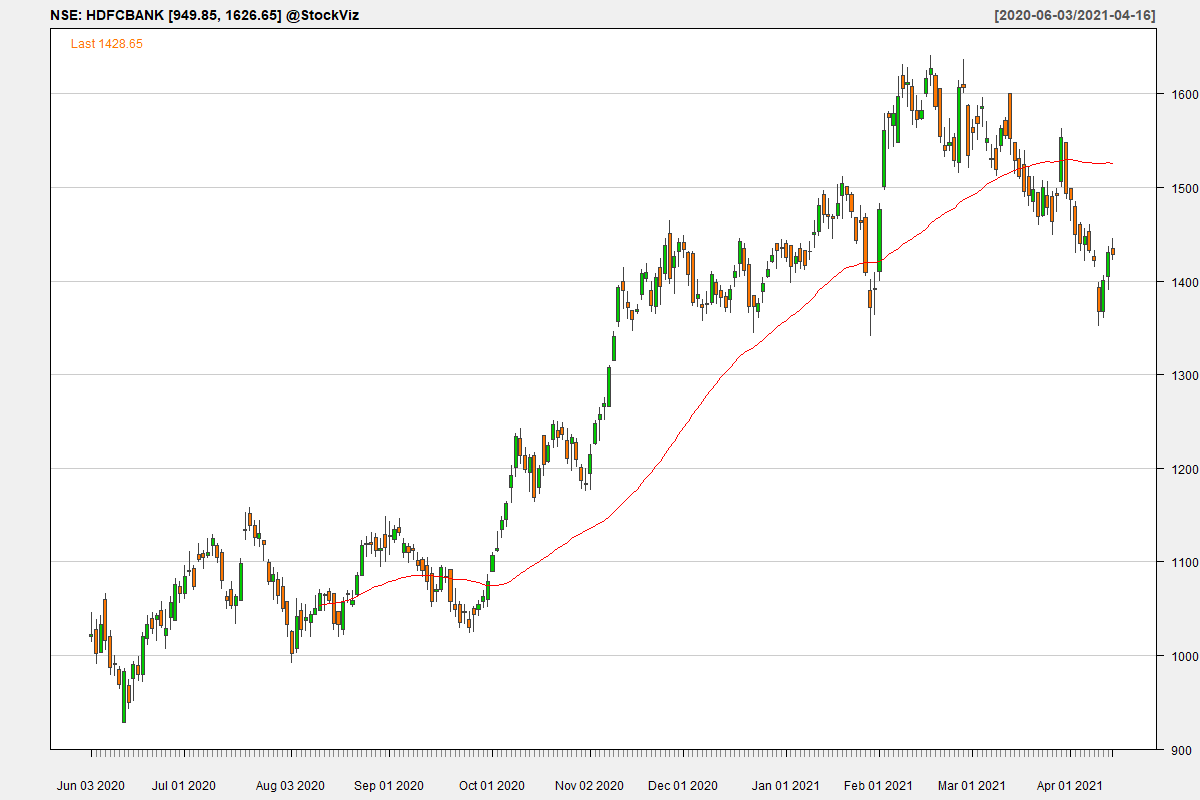 NSE: HDFCBANK [949.85, 1626.65] @StockViz [2020-06-03/2021-04-16]
Last 1428.65
1600
1500
1400
1300
1200
1100
1000
900
Jun 03 2020 Jul 01 2020 Aug 03 2020 Sep 01 2020 Oct 01 2020 Nov 02 2020 Dec 01 2020 Jan 01 2021 Feb 01 2021 Mar 01 2021 Apr 01 2021